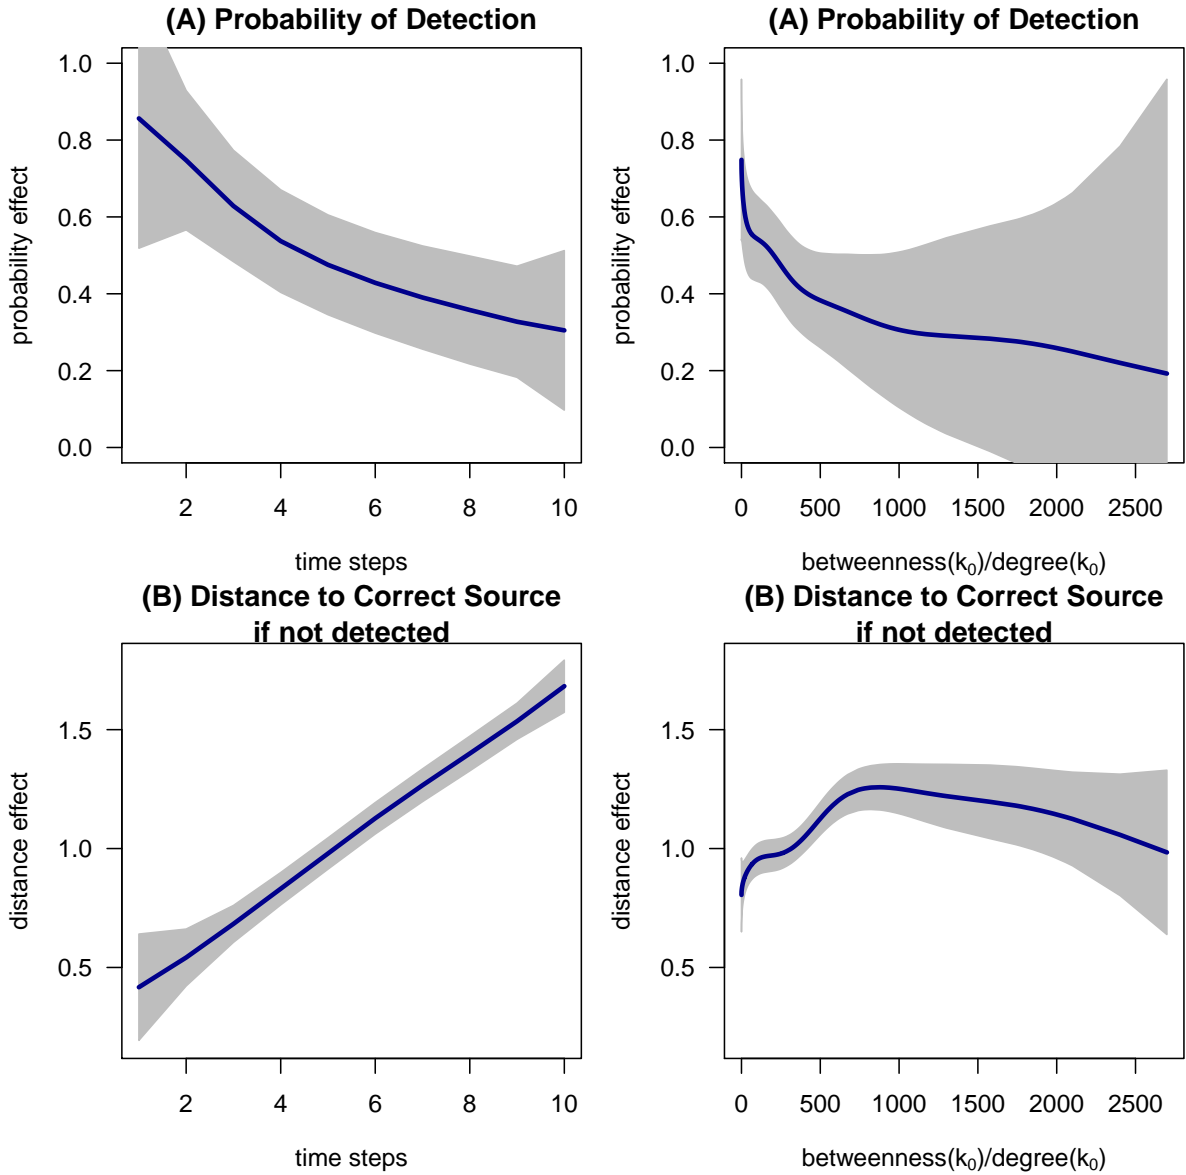 (A) Probability of Detection
probability effect
1.0
0.8
0.6
0.4
0.2
0.0
2 4 6 8 10
time steps
(A) Probability of Detection
probability effect
1.0
0.8
0.6
0.4
0.2
0.0
0 500 1000 1500 2000 2500
betweenness(k₀)/degree(k₀)
(B) Distance to Correct Source
if not detected
distance effect
1.5
1.0
0.5
2 4 6 8 10
time steps
(B) Distance to Correct Source
if not detected
distance effect
1.5
1.0
0.5
0 500 1000 1500 2000 2500
betweenness(k₀)/degree(k₀)